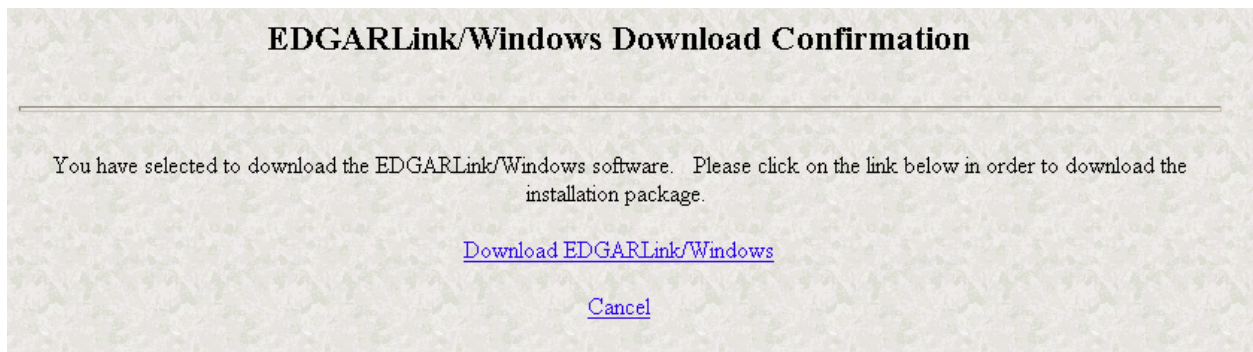 EDGARLink/Windows Download Confirmation
You have selected to download the EDGARLink/Windows software. Please click on the link below in order to download the
installation package.
Download EDGARLink/Windows
Cancel